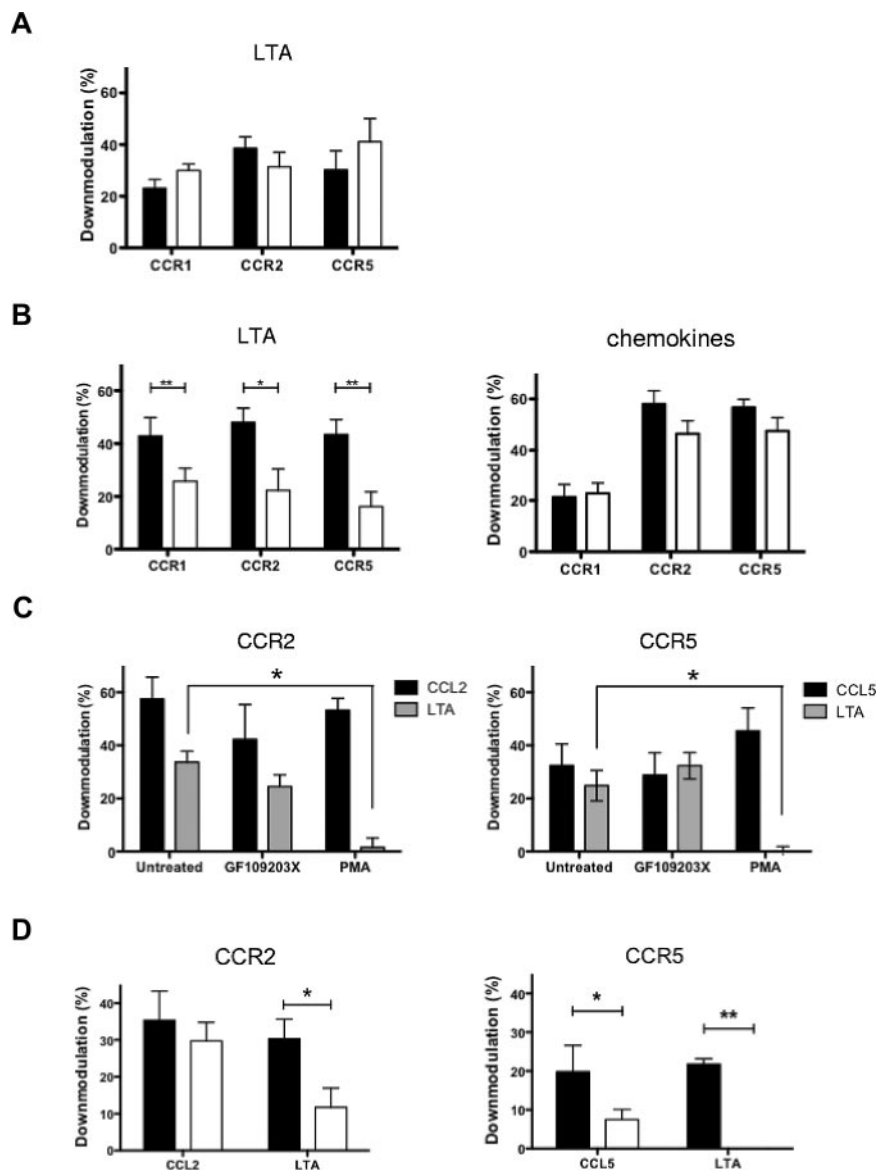 A
LTA
Downmodulation (%)
60
40
20
0
CCR1 CCR2 CCR5
B
LTA
Downmodulation (%)
60
40
20
0
** * **
CCR1 CCR2 CCR5
chemokines
Downmodulation (%)
60
40
20
0
CCR1 CCR2 CCR5
C
CCR2
Downmodulation (%)
60
40
20
0
*
CCL2
LTA
Untreated GF109203X PMA
CCR5
Downmodulation (%)
60
40
20
0
*
CCL5
LTA
Untreated GF109203X PMA
D
CCR2
Downmodulation (%)
40
30
20
10
0
*
CCL2 LTA
CCR5
Downmodulation (%)
40
30
20
10
0
* **
CCL5 LTA